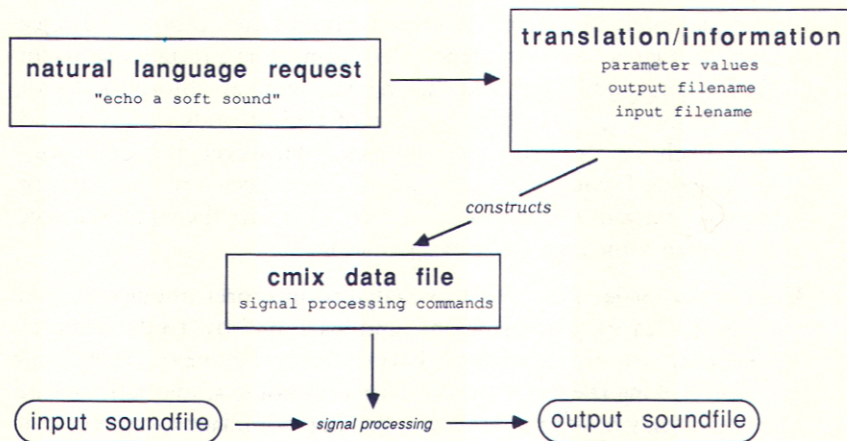 natural language request
"echo a soft sound"
translation/information
parameter values
output filename
input filename
constructs
cmix data file
signal processing commands
input soundfile
signal processing
output soundfile